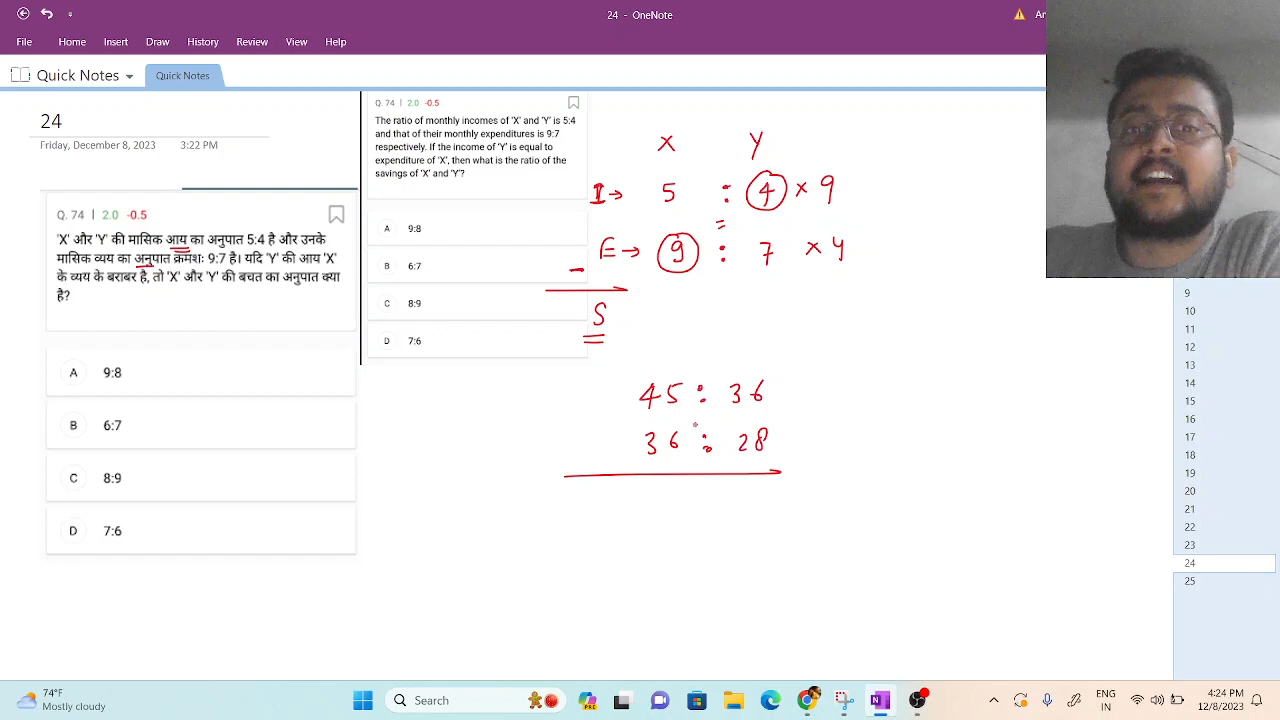 24 - OneNote
An
File Home Insert Draw History Review View Help
Quick Notes
Quick Notes
24
Friday, December 8, 2023 3:22 PM
Q. 74 | 2.0 -0.5
'X' और 'Y' की मासिक आय का अनुपात 5:4 है और उनके
मासिक व्यय का अनुपात क्रमशः 9:7 है। यदि 'Y' की आय 'X'
के व्यय के बराबर है, तो 'X' और 'Y' की बचत का अनुपात क्या
है?
A 9:8
B 6:7
C 8:9
D 7:6
Q. 74 | 2.0 -0.5
The ratio of monthly incomes of 'X' and 'Y' is 5:4
and that of their monthly expenditures is 9:7
respectively. If the income of 'Y' is equal to
expenditure of 'X', then what is the ratio of the
savings of 'X' and 'Y'?
A 9:8
B 6:7
C 8:9
D 7:6
X Y
I→ 5 : 4 × 9
=
E→ 9 : 7 × 4
-
S
45 : 36
36 : 28
9
10
11
12
13
14
15
16
17
18
19
20
21
22
23
24
25
74°F
Mostly cloudy
Search
PRE
ENG
IN
4:24 PM
12/8/2023